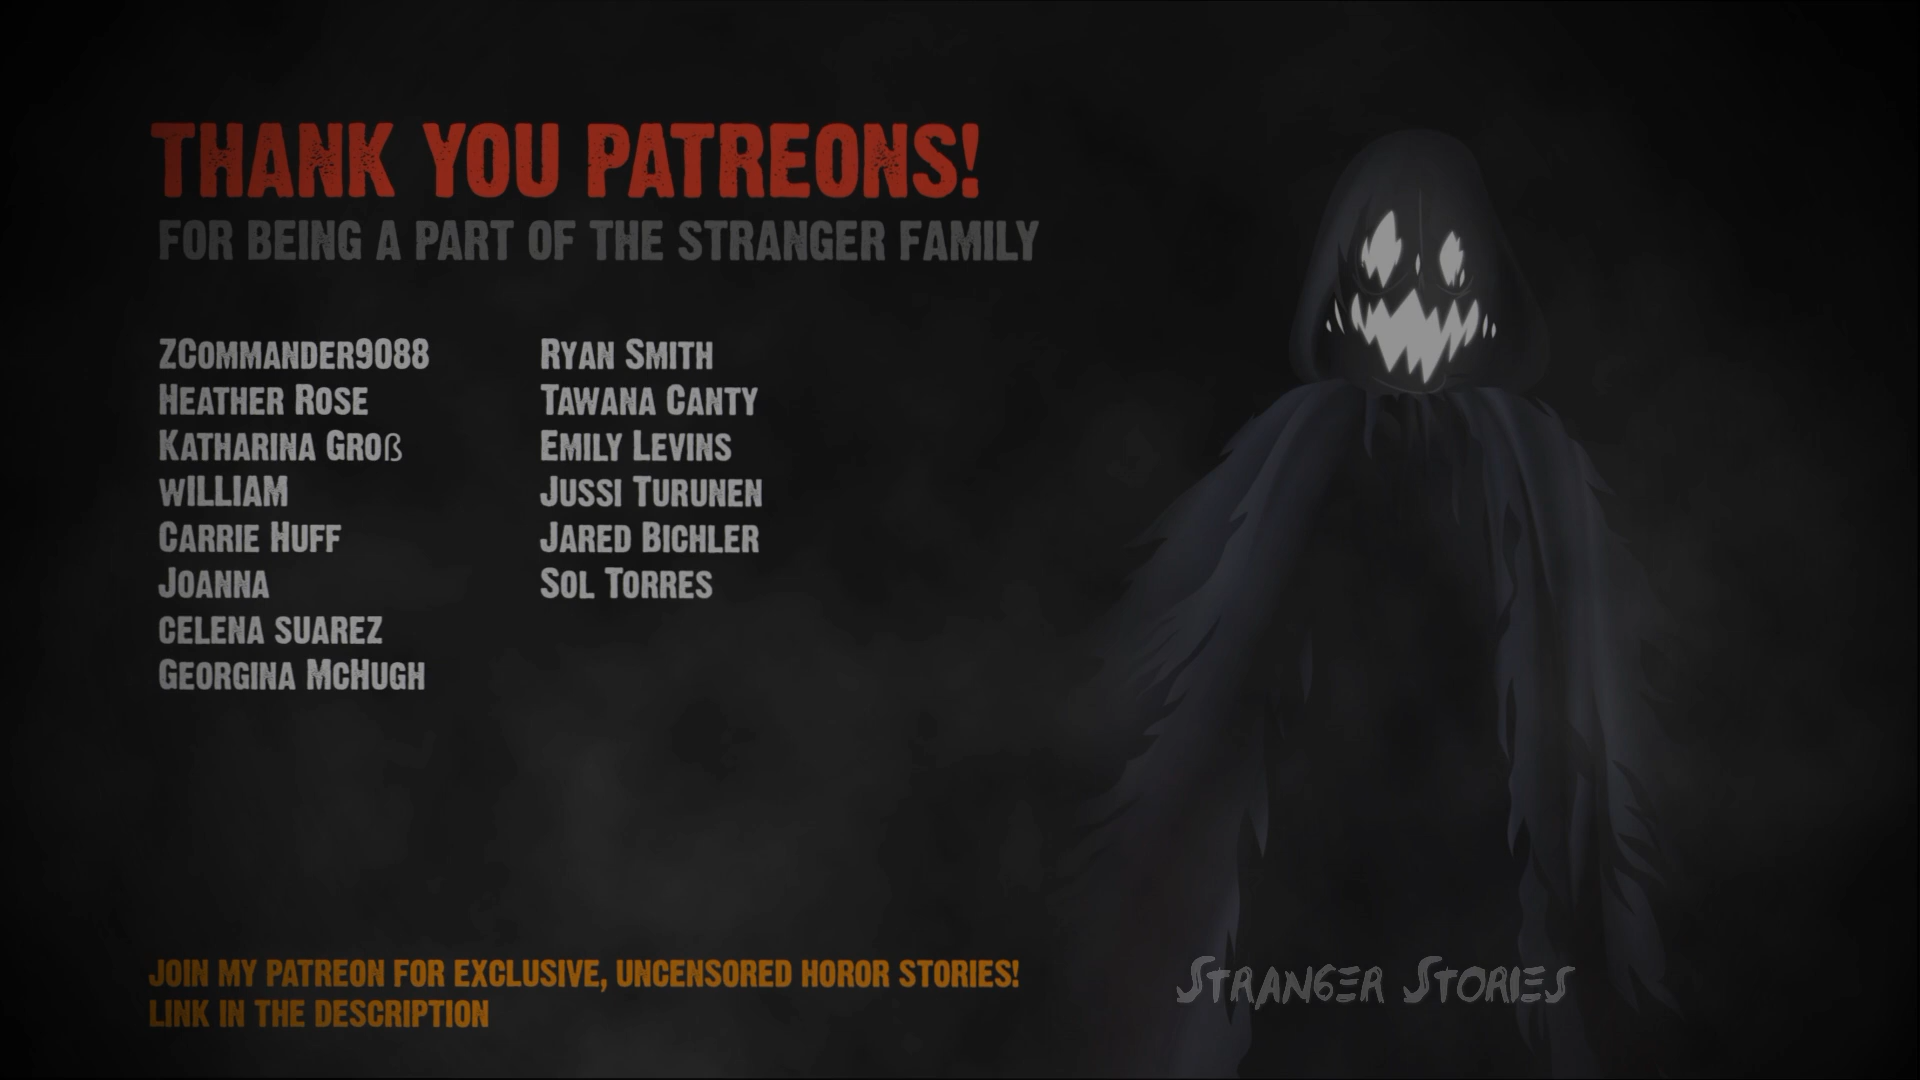 THANK YOU PATREONS!
FOR BEING A PART OF THE STRANGER FAMILY
ZCommander9088
Heather Rose
Katharina Groß
wILLIAM
Carrie Huff
Joanna
celena suarez
Georgina McHugh
Ryan Smith
Tawana Canty
Emily Levins
Jussi Turunen
Jared Bichler
Sol Torres
JOIN MY PATREON FOR EXCLUSIVE, UNCENSORED HOROR STORIES!
LINK IN THE DESCRIPTION
Stranger Stories